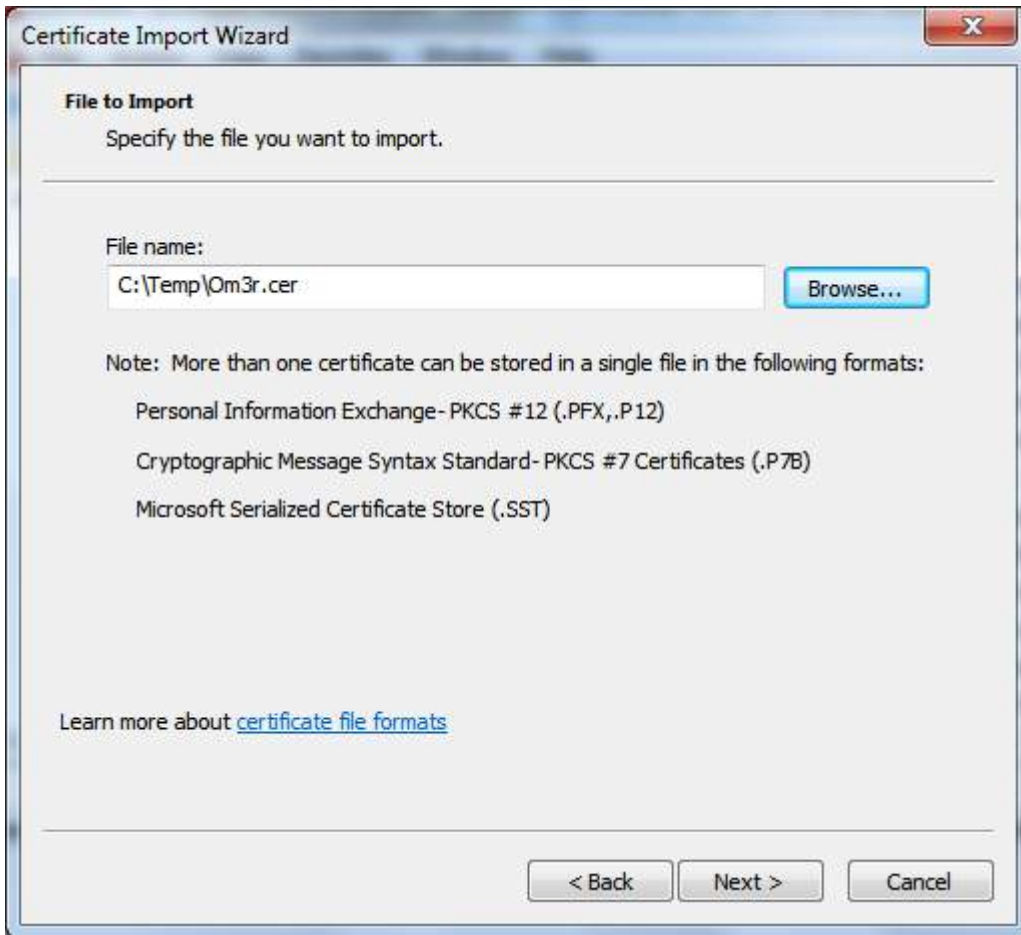 Certificate Import Wizard
File to Import
Specify the file you want to import.
File name:
C:\Temp\Om3r.cer
Browse...
Note: More than one certificate can be stored in a single file in the following formats:
Personal Information Exchange- PKCS #12 (.PFX,.P12)
Cryptographic Message Syntax Standard- PKCS #7 Certificates (.P7B)
Microsoft Serialized Certificate Store (.SST)
Learn more about certificate file formats
< Back Next > Cancel